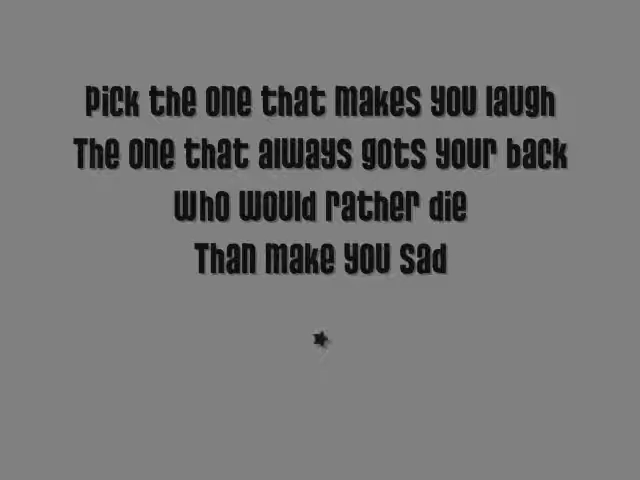 Pick the one that makes you laugh
The one that always gots your back
Who would rather die
Than make you sad